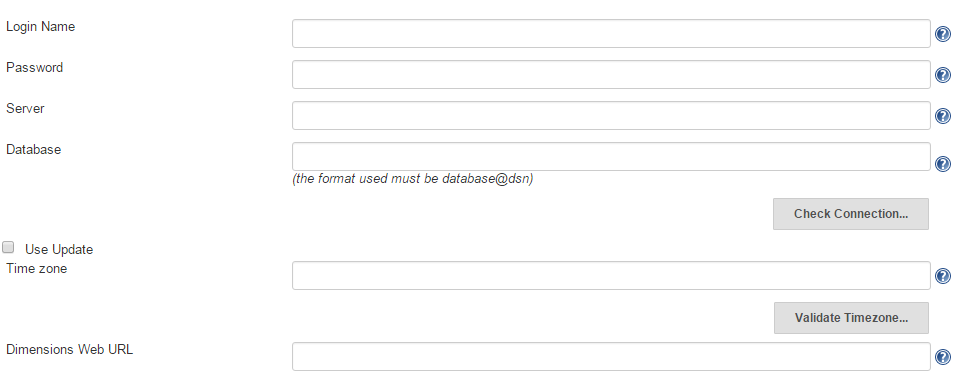 Login Name
Password
Server
Database
(the format used must be database@dsn)
Check Connection...
Use Update
Time zone
Validate Timezone...
Dimensions Web URL